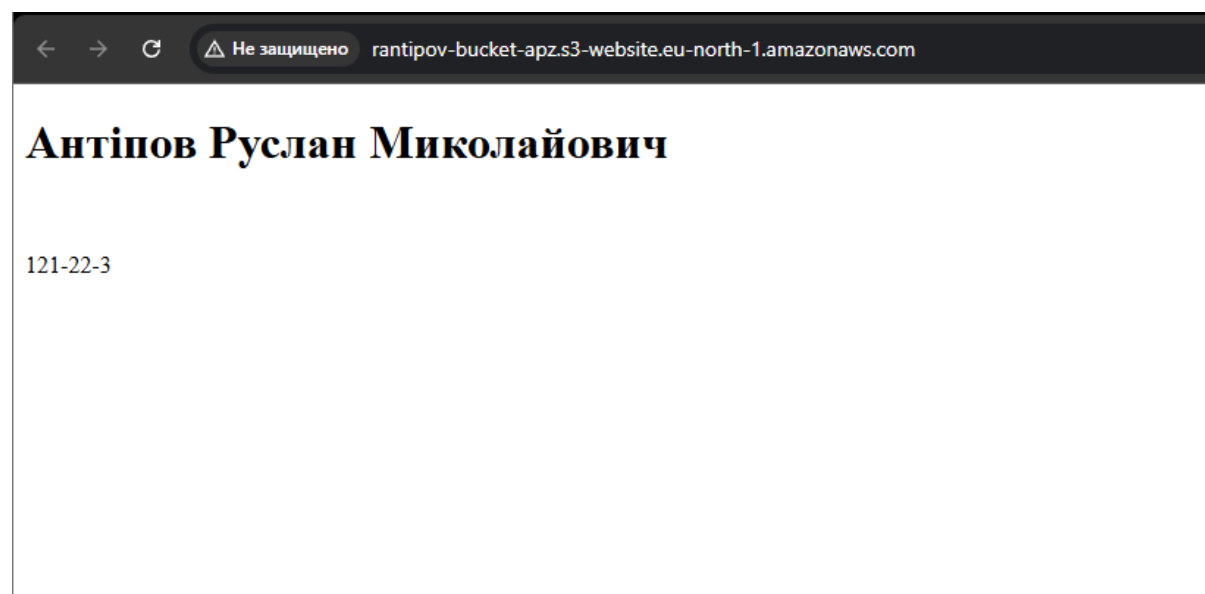 Не защищено rantipov-bucket-apz.s3-website.eu-north-1.amazonaws.com
Антіпов Руслан Миколайович
121-22-3